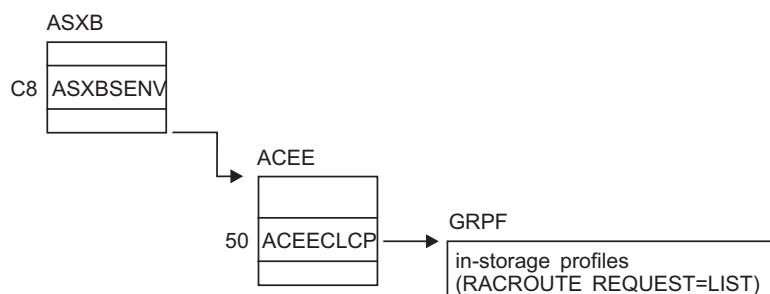 ASXB
C8 ASXBSENV
ACEE
50 ACEECLCP
GRPF
in-storage profiles
(RACROUTE REQUEST=LIST)